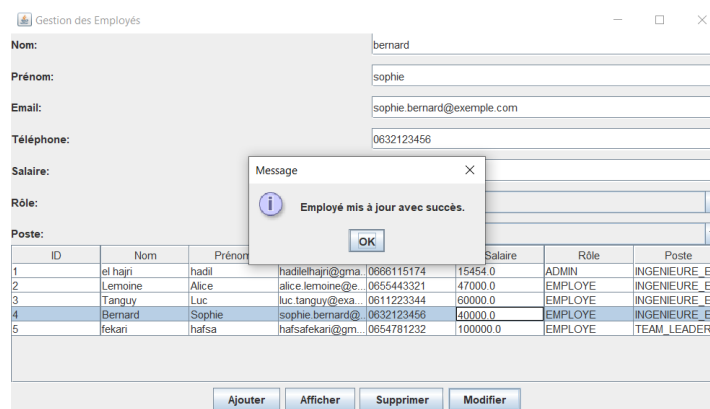 Gestion des Employés
Nom: bernard
Prénom: sophie
Email: sophie.bernard@exemple.com
Téléphone: 0632123456
Salaire:
Message
Rôle:
Employé mis à jour avec succès.
Poste:
OK
ID Nom Prénom Salaire Rôle Poste
1 el hajri hadil hadilelhajri@gma... 0666115174 15454.0 ADMIN INGENIEURE_E
2 Lemoine Alice alice.lemoine@e... 0655443321 47000.0 EMPLOYE INGENIEURE_E
3 Tanguy Luc luc.tanguy@exa... 0611223344 60000.0 EMPLOYE INGENIEURE_E
4 Bernard Sophie sophie.bernard@... 0632123456 40000.0 EMPLOYE INGENIEURE_E
5 fekari hafsa hafsafekari@gm... 0654781232 100000.0 EMPLOYE TEAM_LEADER
Ajouter Afficher Supprimer Modifier